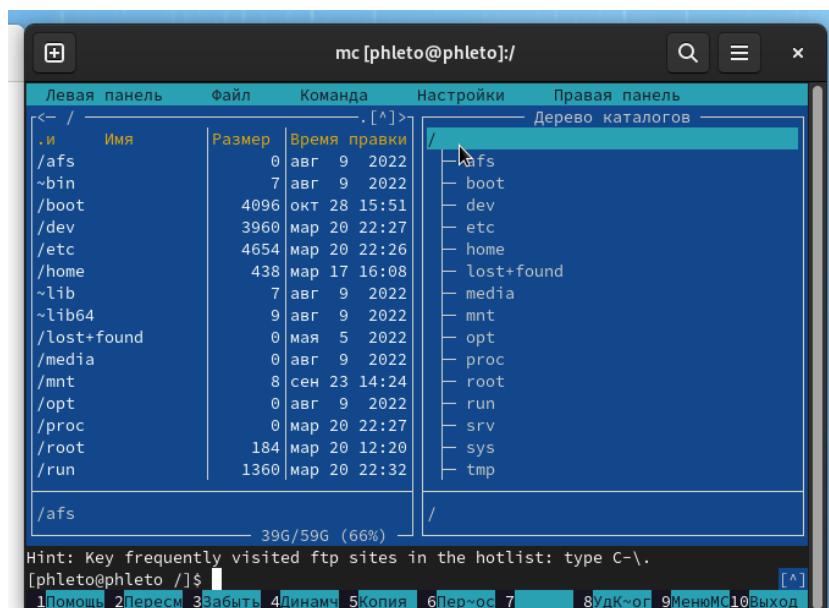 mc [phleto@phleto]:/
Левая панель Файл Команда Настройки Правая панель
<— / .[^]> Дерево каталогов
.и Имя Размер Время правки /
/afs 0 авг 9 2022 afs
~bin 7 авг 9 2022 boot
/boot 4096 окт 28 15:51 dev
/dev 3960 мар 20 22:27 etc
/etc 4654 мар 20 22:26 home
/home 438 мар 17 16:08 lost+found
~lib 7 авг 9 2022 media
~lib64 9 авг 9 2022 mnt
/lost+found 0 мая 5 2022 opt
/media 0 авг 9 2022 proc
/mnt 8 сен 23 14:24 root
/opt 0 авг 9 2022 run
/proc 0 мар 20 22:27 srv
/root 184 мар 20 12:20 sys
/run 1360 мар 20 22:32 tmp
/afs /
39G/59G (66%)
Hint: Key frequently visited ftp sites in the hotlist: type C-\.
[phleto@phleto /]$ [^]
1Помощь 2Пересм 3Забыть 4Динамч 5Копия 6Пер~ос 7 8УдК~ог 9МенюMC 10Выход